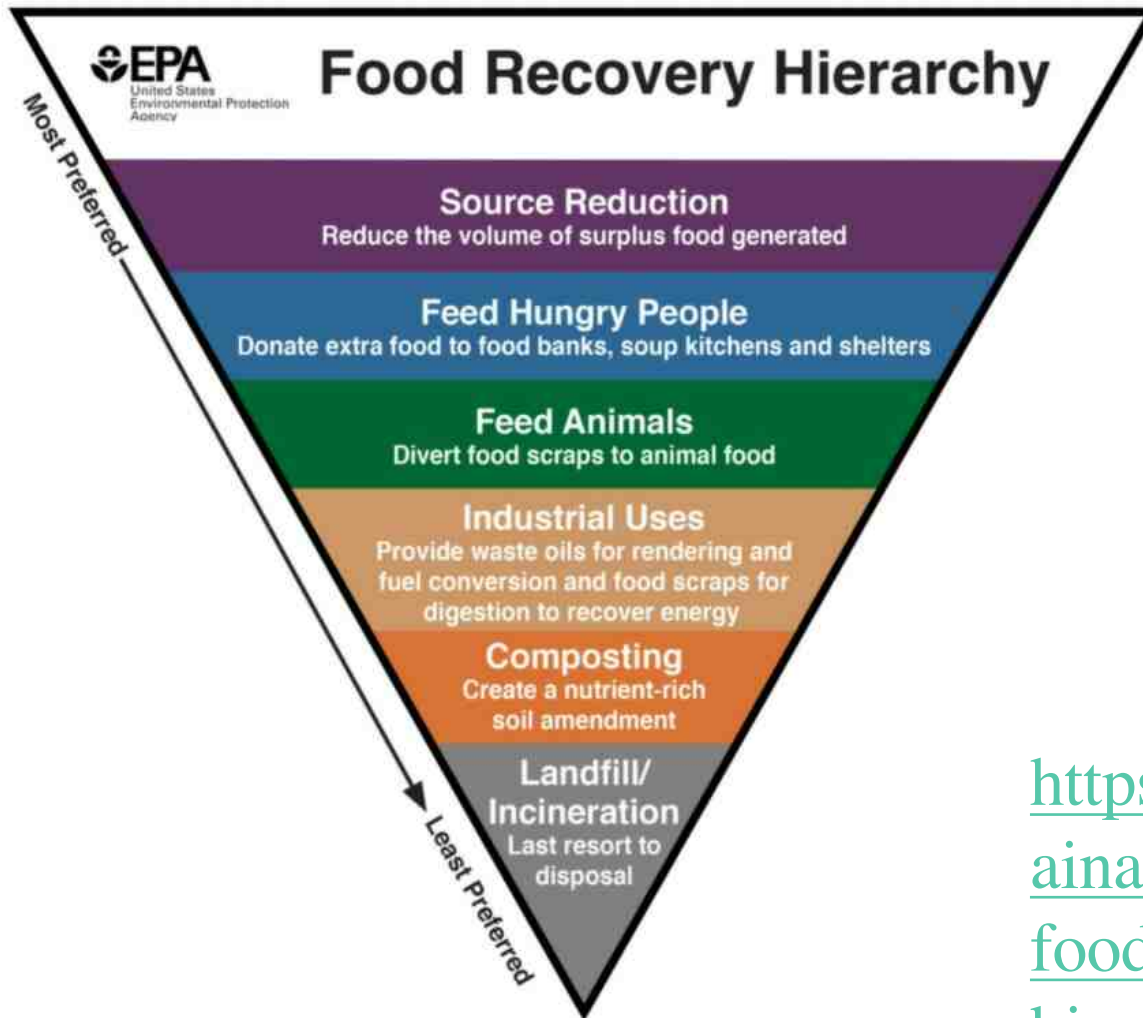 EPA
United States
Environmental Protection
Agency
Food Recovery Hierarchy
Most Preferred
Source Reduction
Reduce the volume of surplus food generated
Feed Hungry People
Donate extra food to food banks, soup kitchens and shelters
Feed Animals
Divert food scraps to animal food
Industrial Uses
Provide waste oils for rendering and
fuel conversion and food scraps for
digestion to recover energy
Composting
Create a nutrient-rich
soil amendment
Landfill/
Incineration
Last resort to
disposal
Least Preferred
https
aina
food